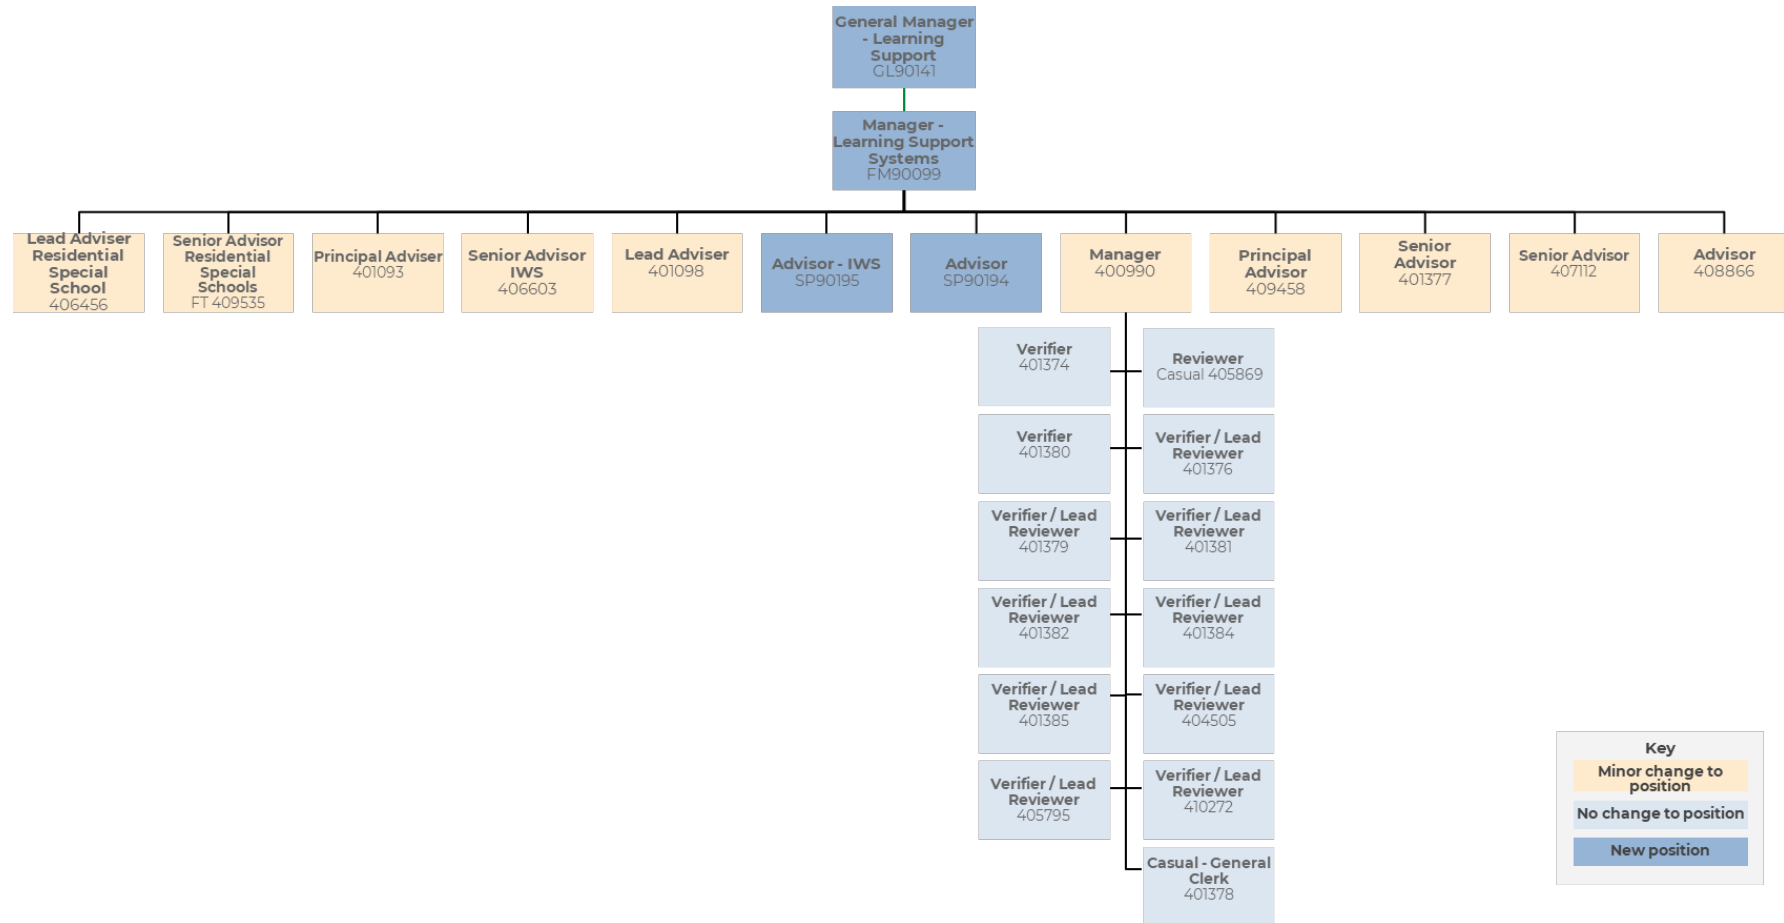 General Manager
- Learning
Support
GL90141
Manager -
Learning Support
Systems
FM90099
Lead Adviser
Residential
Special
School
406456
Senior Advisor
Residential
Special
Schools
FT 409535
Principal Adviser
401093
Senior Advisor
IWS
406603
Lead Adviser
401098
Advisor - IWS
SP90195
Advisor
SP90194
Manager
400990
Principal
Advisor
409458
Senior
Advisor
401377
Senior Advisor
407112
Advisor
408866
Verifier
401374
Reviewer
Casual 405869
Verifier
401380
Verifier / Lead
Reviewer
401376
Verifier / Lead
Reviewer
401379
Verifier / Lead
Reviewer
401381
Verifier / Lead
Reviewer
401382
Verifier / Lead
Reviewer
401384
Verifier / Lead
Reviewer
401385
Verifier / Lead
Reviewer
404505
Verifier / Lead
Reviewer
405795
Verifier / Lead
Reviewer
410272
Casual - General
Clerk
401378
Key
Minor change to
position
No change to position
New position